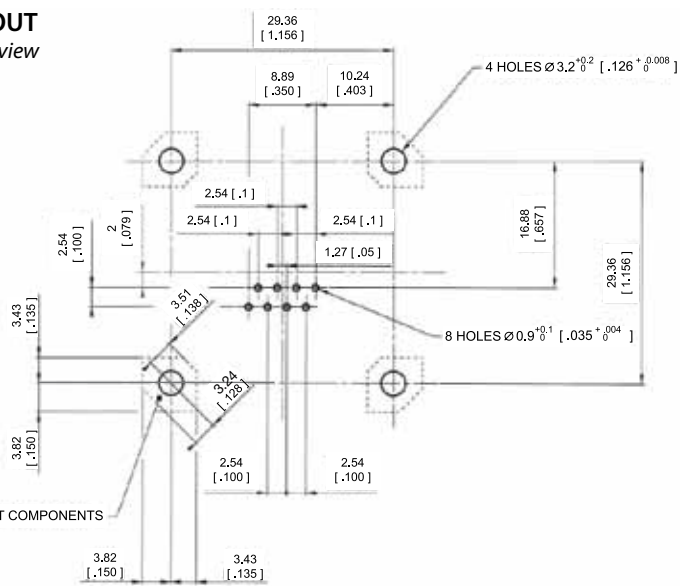 OUT
view
29.36
[ 1.156 ]
8.89
[ .350 ]
10.24
[ .403 ]
4 HOLES Ø 3.2 +0.2 0 [ .126 + .0.008 0 ]
2.54 [ .1 ]
2.54 [ .1 ]
2.54 [ .1 ]
1.27 [ .05 ]
2
[ .079 ]
2.54
[ .100 ]
16.88
[ .657 ]
29.36
[ 1.156 ]
3.43
[ .135 ]
3.51
[ .138 ]
8 HOLES Ø 0.9 +0.1 0 [ .035 + .004 0 ]
3.24
[ .128 ]
3.82
[ .150 ]
2.54
[ .100 ]
2.54
[ .100 ]
T COMPONENTS
3.82
[ .150 ]
3.43
[ .135 ]